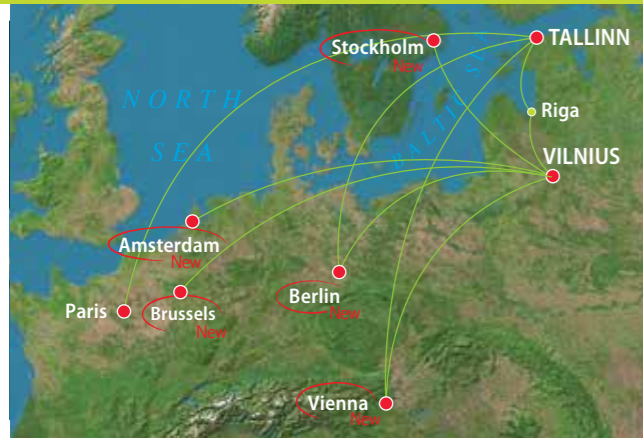 Stockholm
New
TALLINN
NORTH
SEA
BALTIC SEA
Riga
VILNIUS
Amsterdam
New
Paris
Brussels
New
Berlin
New
Vienna
New